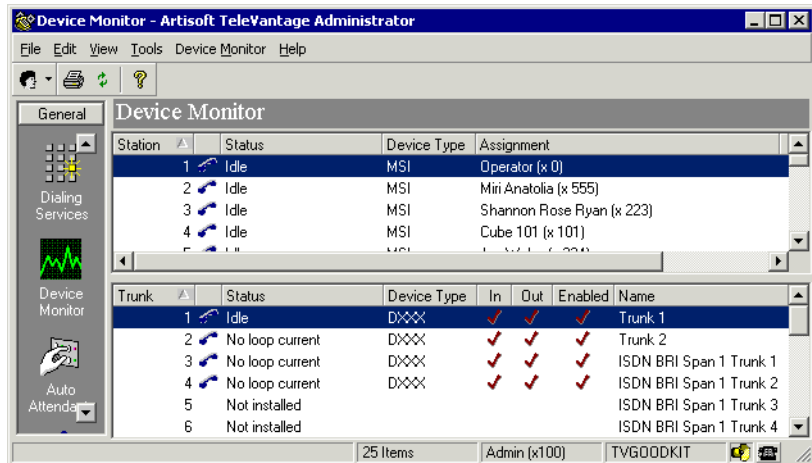 Device Monitor - Artisoft TeleVantage Administrator
File Edit View Tools Device Monitor Help
General
Device Monitor
Station Status Device Type Assignment
1 Idle MSI Operator (x 0)
2 Idle MSI Miri Anatolia (x 555)
3 Idle MSI Shannon Rose Ryan (x 223)
4 Idle MSI Cube 101 (x 101)
Dialing
Services
Device
Monitor
Auto
Attenda
Trunk Status Device Type In Out Enabled Name
1 Idle DXXX Trunk 1
2 No loop current DXXX Trunk 2
3 No loop current DXXX ISDN BRI Span 1 Trunk 1
4 No loop current DXXX ISDN BRI Span 1 Trunk 2
5 Not installed ISDN BRI Span 1 Trunk 3
6 Not installed ISDN BRI Span 1 Trunk 4
25 Items Admin (x100) TVGOODKIT